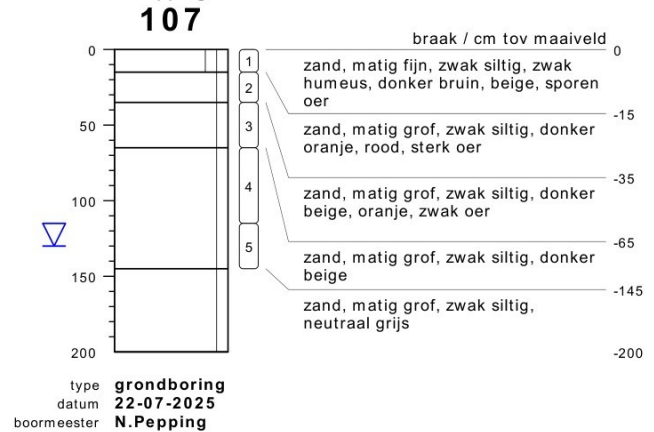 107
braak / cm tov maaiveld
0
0
1
zand, matig fijn, zwak siltig, zwak
humeus, donker bruin, beige, sporen
oer
-15
2
zand, matig grof, zwak siltig, donker
oranje, rood, sterk oer
-35
50
3
zand, matig grof, zwak siltig, donker
beige, oranje, zwak oer
-65
100
4
zand, matig grof, zwak siltig, donker
beige
-145
5
150
zand, matig grof, zwak siltig,
neutraal grijs
200
-200
type grondboring
datum 22-07-2025
boormeester N.Pepping